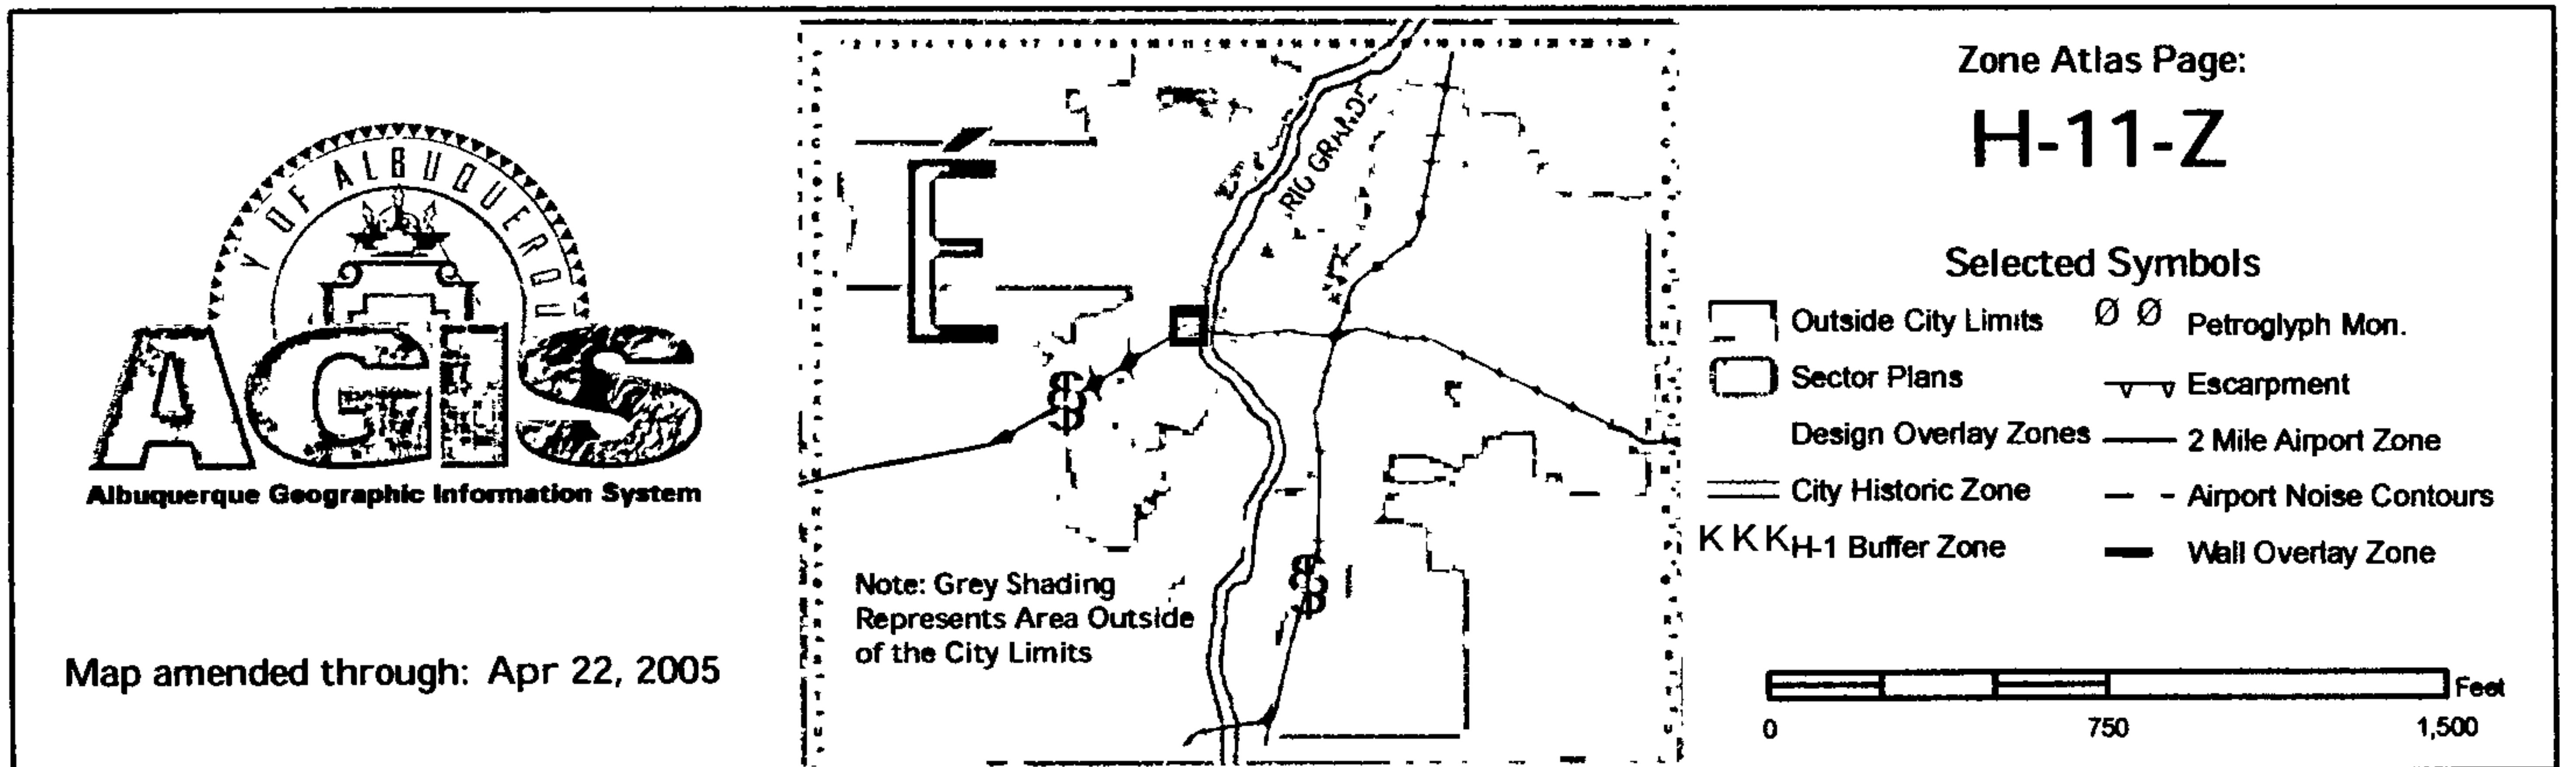 Y OF ALBUQUERQU
AGIS
Albuquerque Geographic Information System
Map amended through: Apr 22, 2005
RIO GRANDE
É
Note: Grey Shading
Represents Area Outside
of the City Limits
Zone Atlas Page:
H-11-Z
Selected Symbols
Outside City Limits
Sector Plans
Design Overlay Zones
City Historic Zone
K K K H-1 Buffer Zone
Ø Ø Petroglyph Mon.
Escarpment
2 Mile Airport Zone
Airport Noise Contours
Wall Overlay Zone
Feet
0 750 1,500